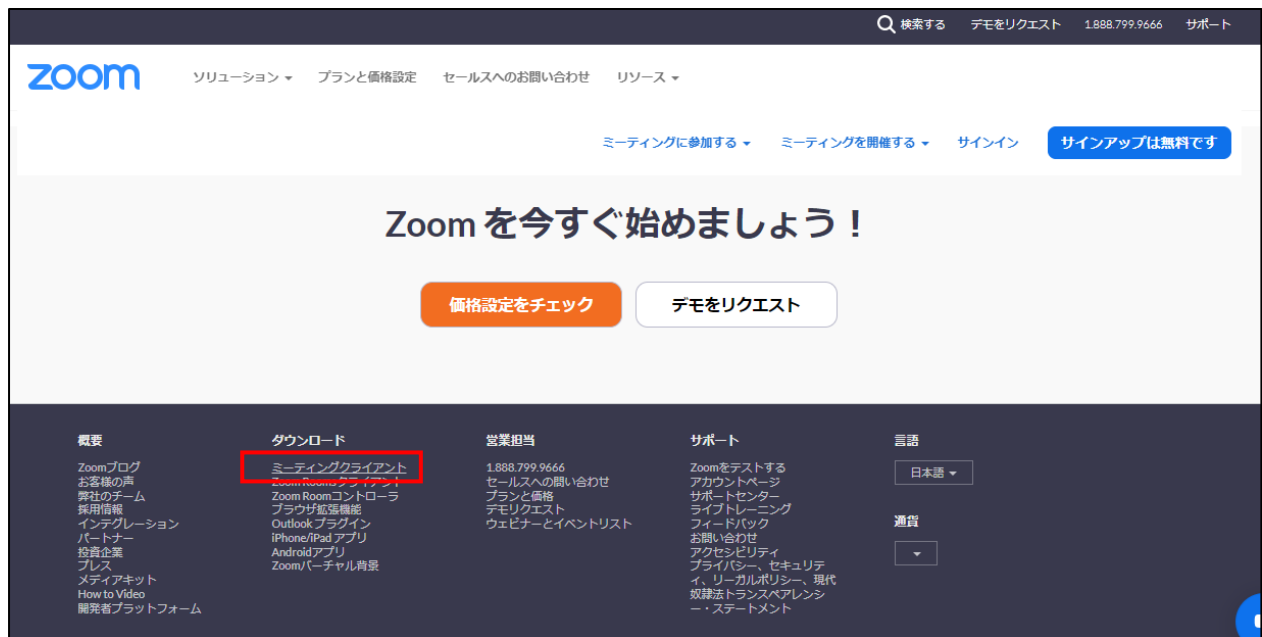 検索する デモをリクエスト 1.888.799.9666 サポート
zoom ソリューション プランと価格設定 セールスへのお問い合わせ リソース
ミーティングに参加する ミーティングを開催する サインイン サインアップは無料です
Zoom を今すぐ始めましょう！
価格設定をチェック デモをリクエスト
概要
Zoomブログ
お客様の声
弊社のチーム
採用情報
インテグレーション
パートナー
投資企業
プレス
メディアキット
How to Video
開発者プラットフォーム
ダウンロード
ミーティングクライアント
Zoom Roomsクライアント
Zoom Roomコントローラ
ブラウザ拡張機能
Outlook プラグイン
iPhone/iPad アプリ
Androidアプリ
Zoomバーチャル背景
営業担当
1.888.799.9666
セールスへの問い合わせ
プランと価格
デモリクエスト
ウェビナーとイベントリスト
サポート
Zoomをテストする
アカウントページ
サポートセンター
ライブトレーニング
フィードバック
お問い合わせ
アクセシビリティ
プライバシー、セキュリテ
ィ、リーガルポリシー、現代
奴隷法トランスペアレンシ
ー・ステートメント
言語
日本語
通貨